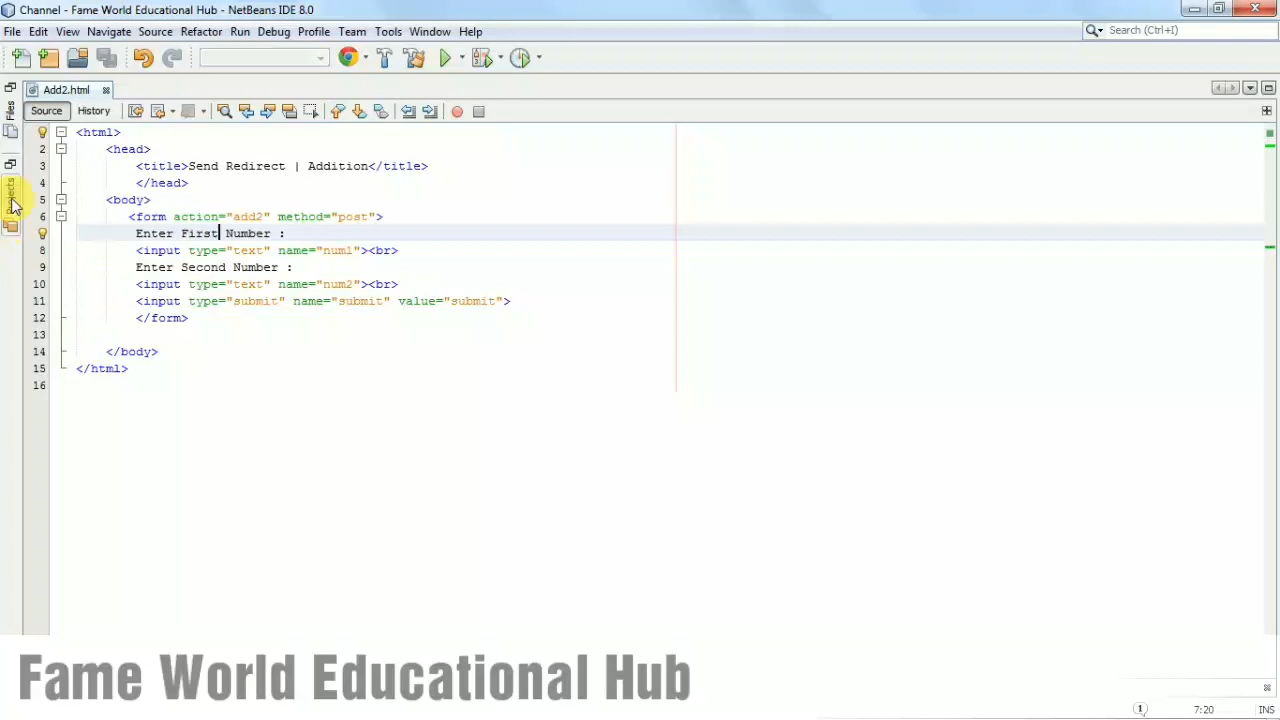 Channel - Fame World Educational Hub - NetBeans IDE 8.0
File Edit View Navigate Source Refactor Run Debug Profile Team Tools Window Help
Search (Ctrl+I)
Add2.html
Files
Projects
Source History
<html>
2 <head>
3 <title>Send Redirect | Addition</title>
4 </head>
5 <body>
6 <form action="add2" method="post">
Enter First Number :
8 <input type="text" name="num1"><br>
9 Enter Second Number :
10 <input type="text" name="num2"><br>
11 <input type="submit" name="submit" value="submit">
12 </form>
13
14 </body>
15 </html>
16
Fame World Educational Hub
1 7:20 INS